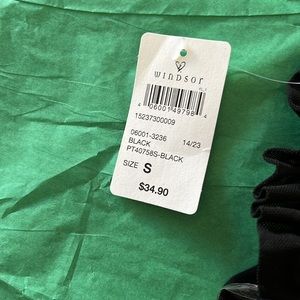 WINDSOR
4 06001 49798 4
15237300009
06001-3236
BLACK 14/23
PT40758S-BLACK
SIZE S
$34.90